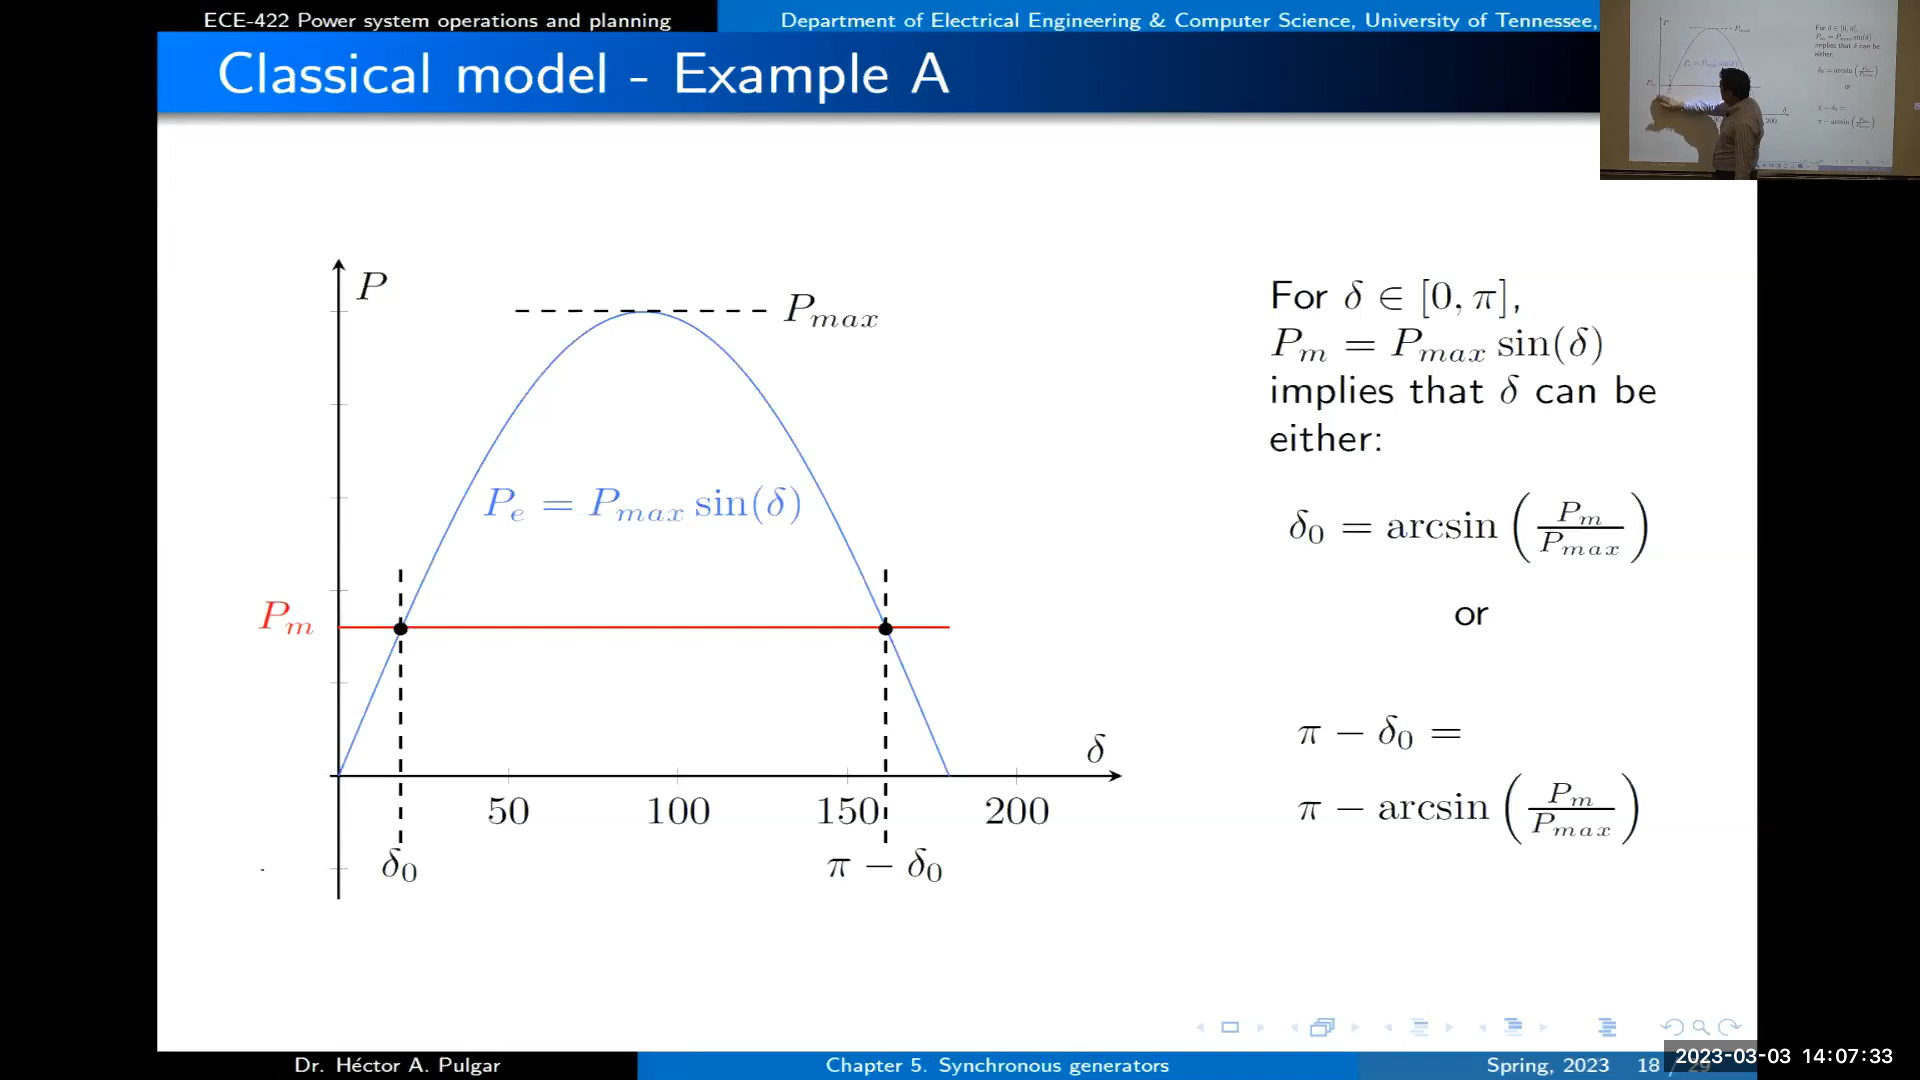 ECE-422 Power system operations and planning
Department of Electrical Engineering & Computer Science, University of Tennessee,
Classical model - Example A
P
P_max
P_e = P_max sin(δ)
P_m
δ
50 100 150 200
δ_0
π − δ_0
For δ ∈ [0, π],
P_m = P_max sin(δ)
implies that δ can be
either:
δ_0 = arcsin (P_m / P_max)
or
π − δ_0 =
π − arcsin (P_m / P_max)
Dr. Héctor A. Pulgar
Chapter 5. Synchronous generators
Spring, 2023 18 /
2023-03-03 14:07:33